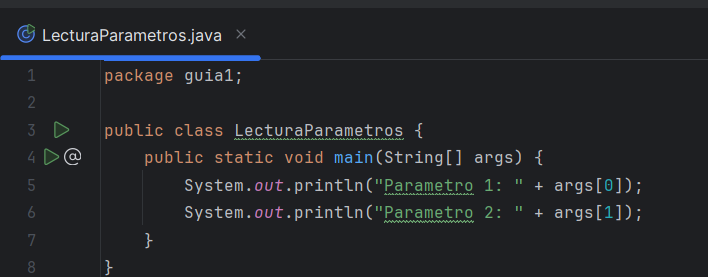 LecturaParametros.java ×
1 package guia1;
2
3 public class LecturaParametros {
4 @ public static void main(String[] args) {
5 System.out.println("Parametro 1: " + args[0]);
6 System.out.println("Parametro 2: " + args[1]);
7 }
8 }